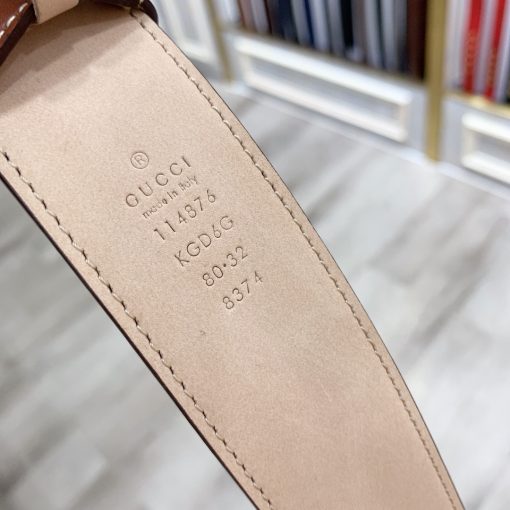 ®
GUCCI
made in Italy
114876
KGD6G
80·32
8374